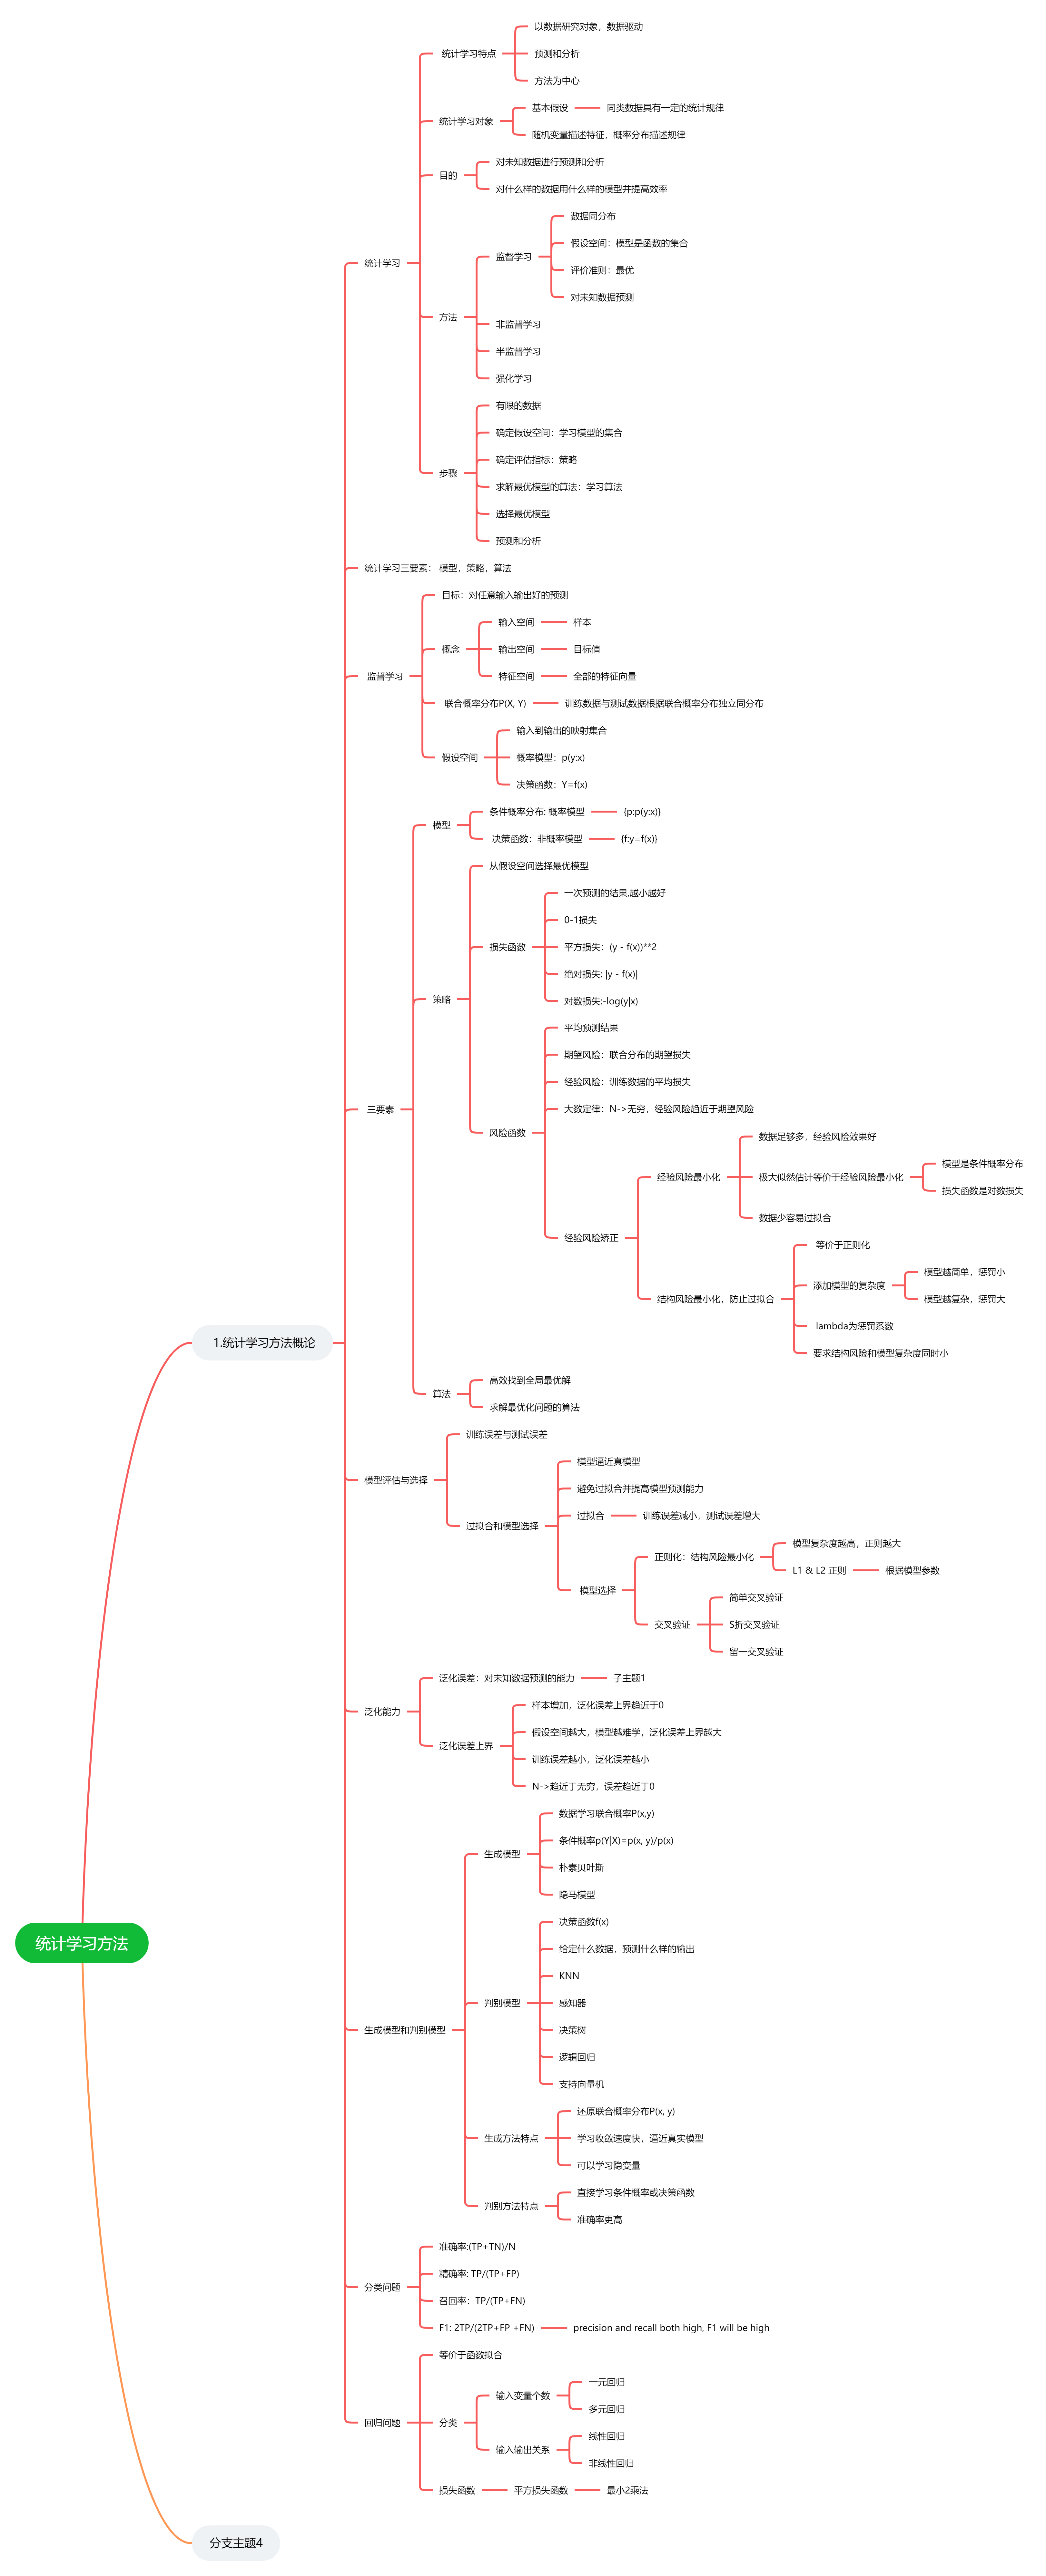 统计学习方法
1.统计学习方法概论
统计学习
统计学习特点
以数据研究对象，数据驱动
预测和分析
方法为中心
统计学习对象
基本假设
同类数据具有一定的统计规律
随机变量描述特征，概率分布描述规律
目的
对未知数据进行预测和分析
对什么样的数据用什么样的模型并提高效率
方法
监督学习
数据同分布
假设空间：模型是函数的集合
评价准则：最优
对未知数据预测
非监督学习
半监督学习
强化学习
步骤
有限的数据
确定假设空间：学习模型的集合
确定评估指标：策略
求解最优模型的算法：学习算法
选择最优模型
预测和分析
统计学习三要素： 模型，策略，算法
监督学习
目标：对任意输入输出好的预测
概念
输入空间
样本
输出空间
目标值
特征空间
全部的特征向量
联合概率分布P(X, Y)
训练数据与测试数据根据联合概率分布独立同分布
假设空间
输入到输出的映射集合
概率模型：p(y:x)
决策函数：Y=f(x)
三要素
模型
条件概率分布: 概率模型
{p:p(y:x)}
决策函数：非概率模型
{f:y=f(x)}
策略
从假设空间选择最优模型
损失函数
一次预测的结果,越小越好
0-1损失
平方损失：(y - f(x))**2
绝对损失: |y - f(x)|
对数损失:-log(y|x)
风险函数
平均预测结果
期望风险：联合分布的期望损失
经验风险：训练数据的平均损失
大数定律：N->无穷，经验风险趋近于期望风险
经验风险矫正
经验风险最小化
数据足够多，经验风险效果好
极大似然估计等价于经验风险最小化
模型是条件概率分布
损失函数是对数损失
数据少容易过拟合
结构风险最小化，防止过拟合
等价于正则化
添加模型的复杂度
模型越简单，惩罚小
模型越复杂，惩罚大
lambda为惩罚系数
要求结构风险和模型复杂度同时小
算法
高效找到全局最优解
求解最优化问题的算法
模型评估与选择
训练误差与测试误差
过拟合和模型选择
模型逼近真模型
避免过拟合并提高模型预测能力
过拟合
训练误差减小，测试误差增大
模型选择
正则化：结构风险最小化
模型复杂度越高，正则越大
L1 & L2 正则
根据模型参数
交叉验证
简单交叉验证
S折交叉验证
留一交叉验证
泛化能力
泛化误差：对未知数据预测的能力
子主题1
泛化误差上界
样本增加，泛化误差上界趋近于0
假设空间越大，模型越难学，泛化误差上界越大
训练误差越小，泛化误差越小
N->趋近于无穷，误差趋近于0
生成模型和判别模型
生成模型
数据学习联合概率P(x,y)
条件概率p(Y|X)=p(x, y)/p(x)
朴素贝叶斯
隐马模型
判别模型
决策函数f(x)
给定什么数据，预测什么样的输出
KNN
感知器
决策树
逻辑回归
支持向量机
生成方法特点
还原联合概率分布P(x, y)
学习收敛速度快，逼近真实模型
可以学习隐变量
判别方法特点
直接学习条件概率或决策函数
准确率更高
分类问题
准确率:(TP+TN)/N
精确率: TP/(TP+FP)
召回率：TP/(TP+FN)
F1: 2TP/(2TP+FP +FN)
precision and recall both high, F1 will be high
回归问题
等价于函数拟合
分类
输入变量个数
一元回归
多元回归
输入输出关系
线性回归
非线性回归
损失函数
平方损失函数
最小2乘法
分支主题4